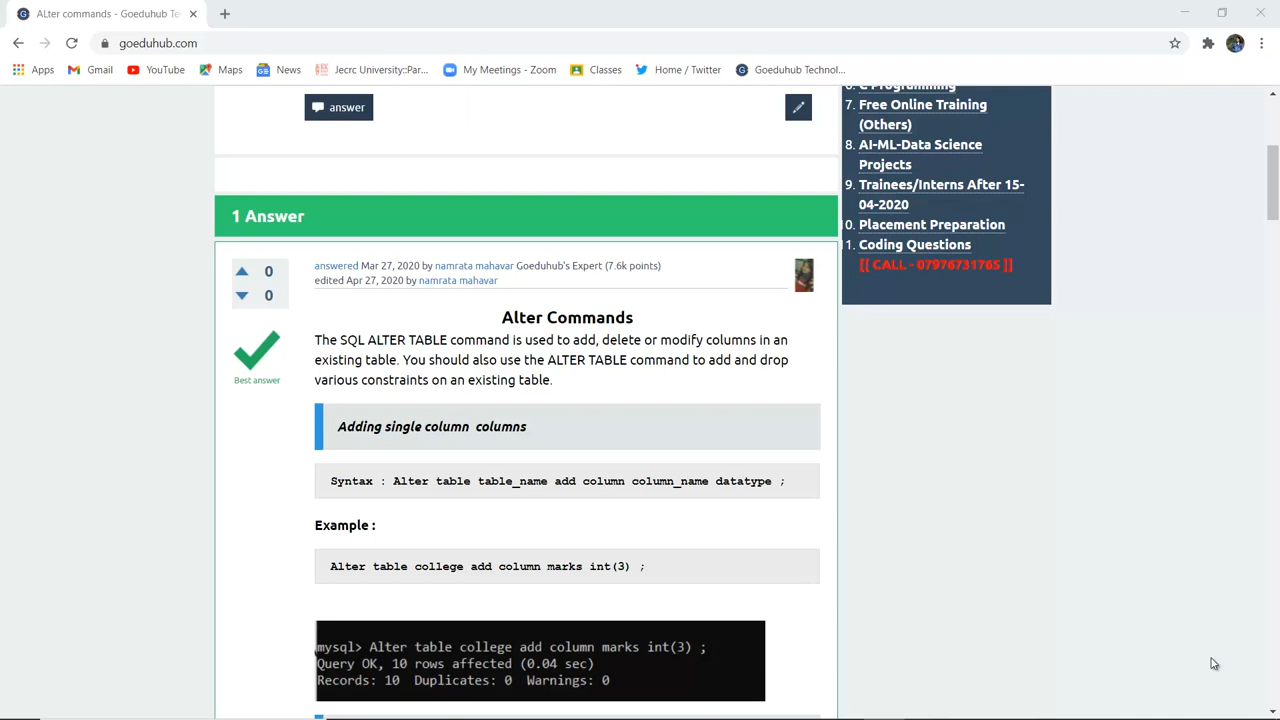 ALter commands - Goeduhub Tech
goeduhub.com
Apps Gmail YouTube Maps News Jecrc University::Par... My Meetings - Zoom Classes Home / Twitter Goeduhub Technol...
answer
6. C Programming
7. Free Online Training
(Others)
8. AI-ML-Data Science
Projects
9. Trainees/Interns After 15-
04-2020
10. Placement Preparation
11. Coding Questions
[[ CALL - 07976731765 ]]
1 Answer
0
0
Best answer
answered Mar 27, 2020 by namrata mahavar Goeduhub's Expert (7.6k points)
edited Apr 27, 2020 by namrata mahavar
Alter Commands
The SQL ALTER TABLE command is used to add, delete or modify columns in an
existing table. You should also use the ALTER TABLE command to add and drop
various constraints on an existing table.
Adding single column columns
Syntax : Alter table table_name add column column_name datatype ;
Example :
Alter table college add column marks int(3) ;
mysql> Alter table college add column marks int(3) ;
Query OK, 10 rows affected (0.04 sec)
Records: 10 Duplicates: 0 Warnings: 0